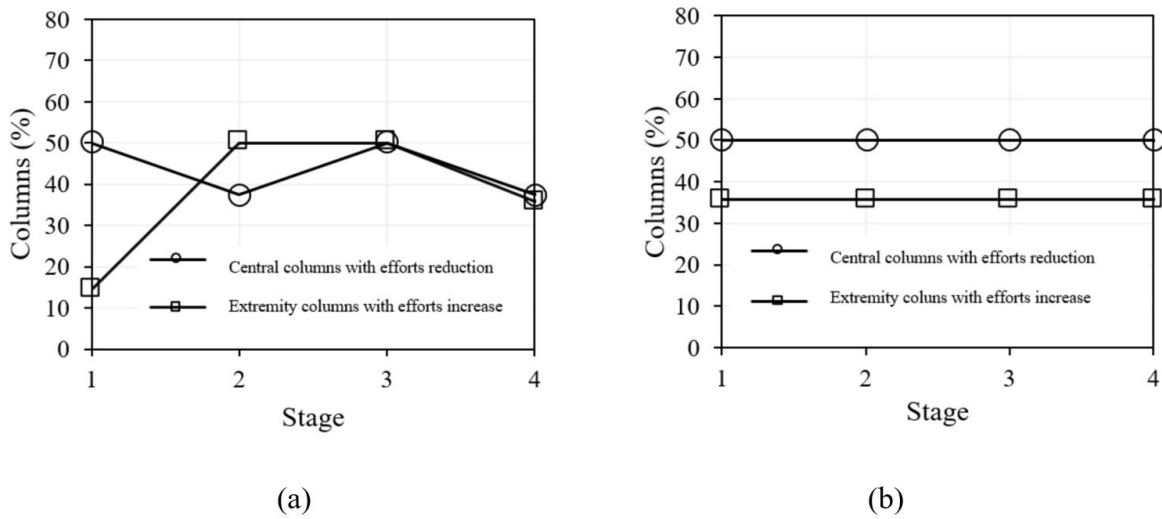 80
70
60
50
40
30
20
10
0
Columns (%)
Central columns with efforts reduction
Extremity columns with efforts increase
1 2 3 4
Stage
(a)
80
70
60
50
40
30
20
10
0
Columns (%)
Central columns with efforts reduction
Extremity coluns with efforts increase
1 2 3 4
Stage
(b)